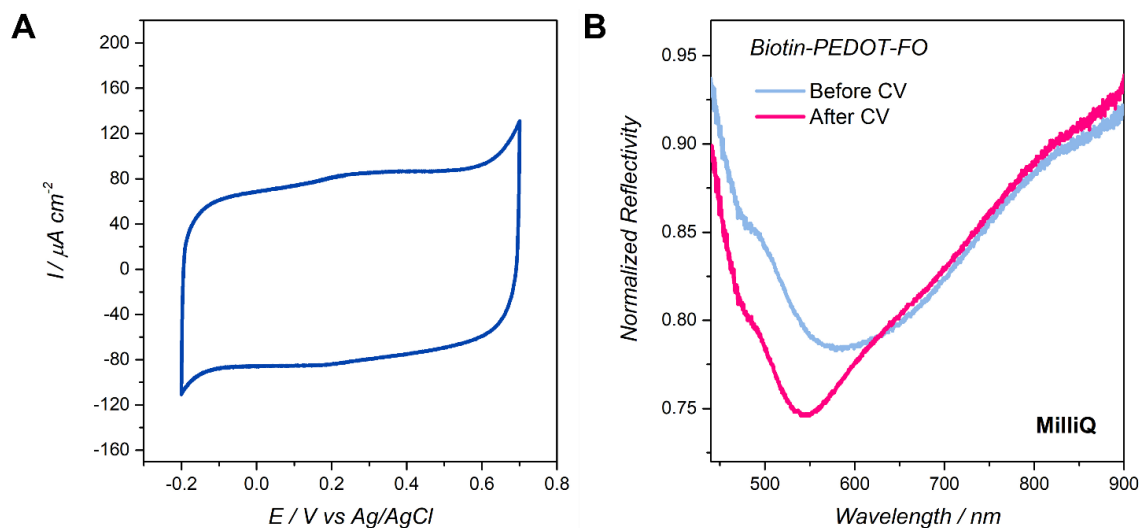 A
200
160
120
80
40
0
-40
-80
-120
-160
I / μA cm⁻²
-0.2 0.0 0.2 0.4 0.6 0.8
E / V vs Ag/AgCl
B
Biotin-PEDOT-FO
Before CV
After CV
0.95
0.90
0.85
0.80
0.75
Normalized Reflectivity
MilliQ
500 600 700 800 900
Wavelength / nm